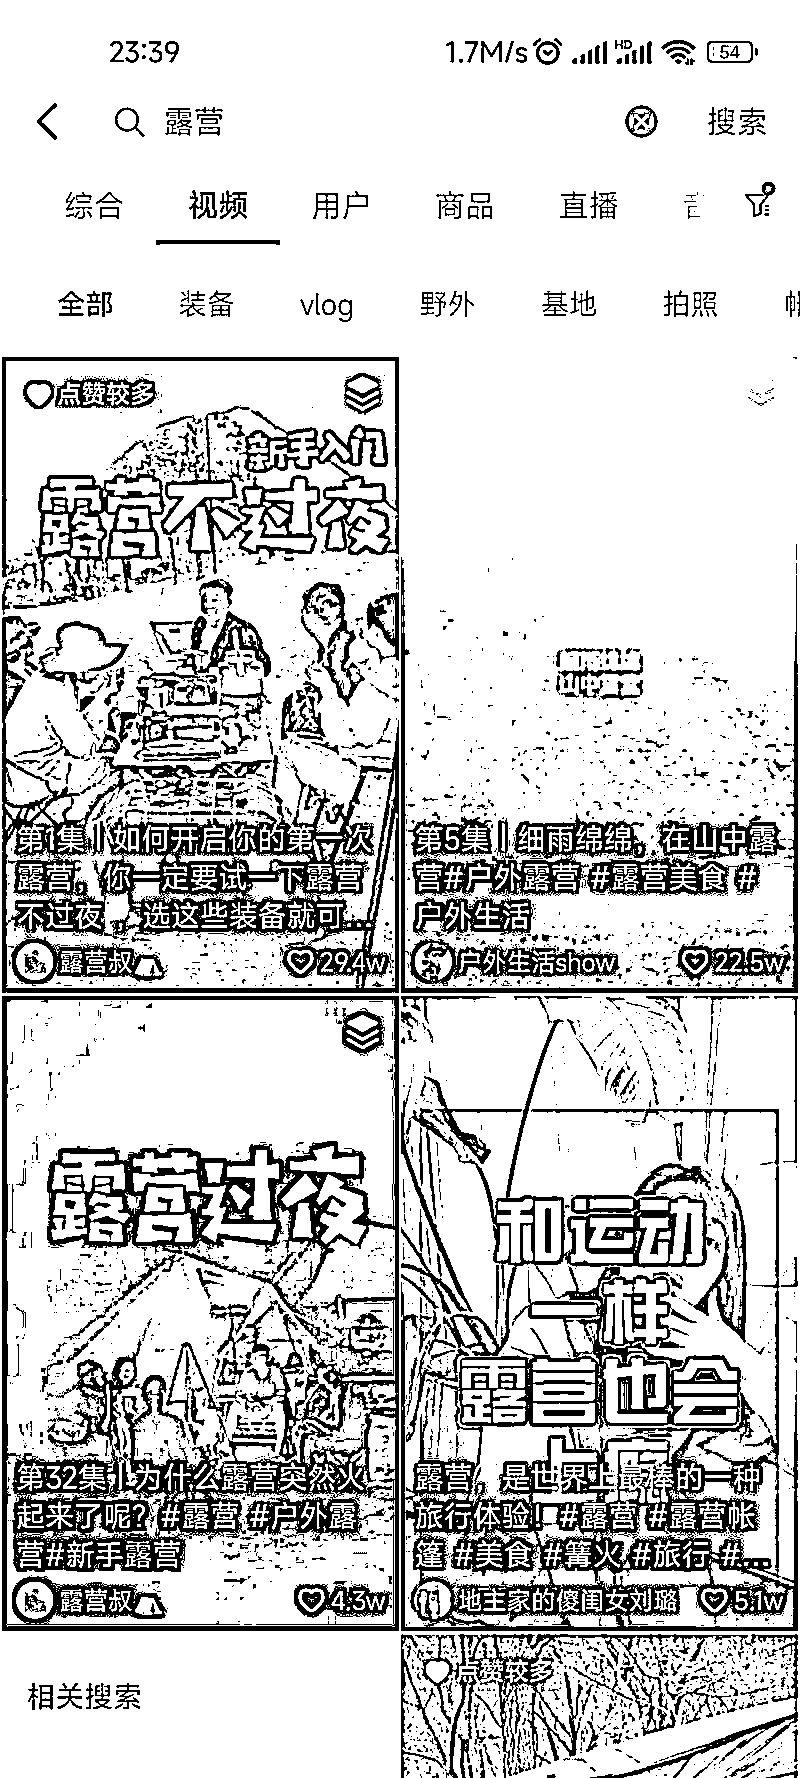 23:39
1.7M/s
HD
54
露营
搜索
综合
视频
用户
商品
直播
全部
装备
vlog
野外
基地
拍照
点赞较多
新手入门
露营不过夜
第1集丨如何开启你的第一次
露营，你一定要试一下露营
不过夜，选这些装备就可...
露营叔
29.4w
山中露营
第5集丨细雨绵绵，在山中露
营#户外露营 #露营美食 #
户外生活
户外生活show
22.5w
露营过夜
第32集丨为什么露营突然火
起来了呢？#露营 #户外露
营#新手露营
露营叔
4.3w
和运动
一样
露营也会
上瘾
露营，是世界上最棒的一种
旅行体验！#露营 #露营帐
篷 #美食 #篝火 #旅行 #...
地主家的傻闺女刘璐
5.1w
相关搜索
点赞较多